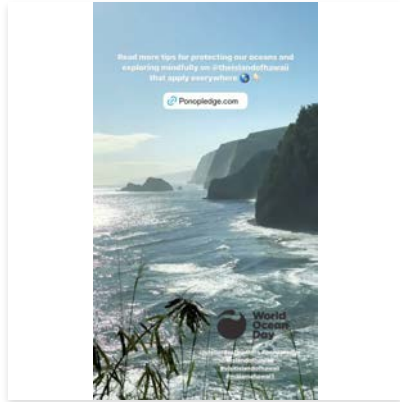 Read more tips for protecting our oceans and
exploring mindfully on @theislandofhawaii
that apply everywhere
Ponopledge.com
World
Ocean
Day